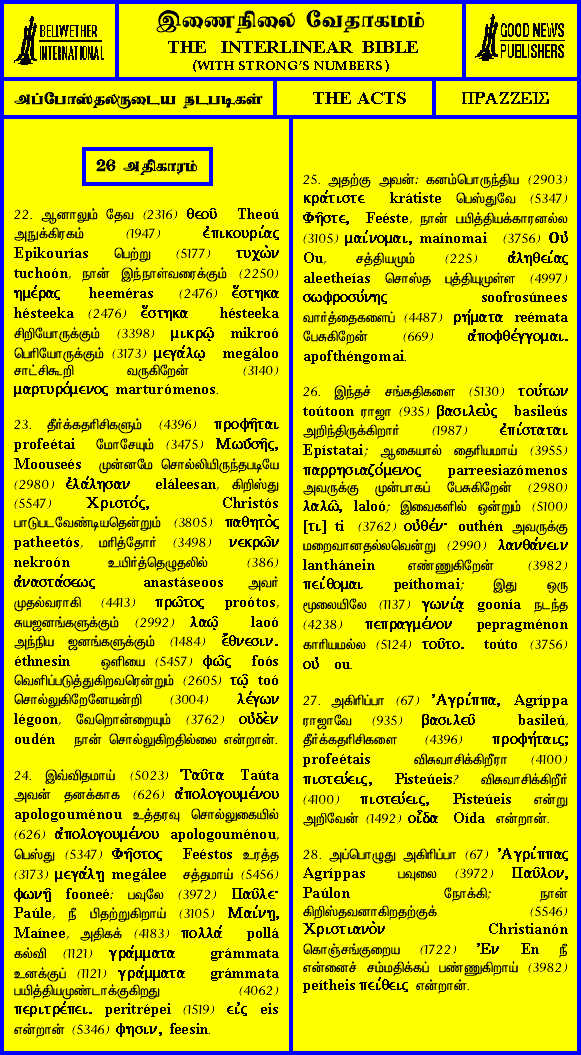 BELLWETHER
INTERNATIONAL
இணைநிலை வேதாகமம்
THE INTERLINEAR BIBLE
(WITH STRONG'S NUMBERS)
GOOD NEWS
PUBLISHERS
அப்போஸ்தலருடைய நடபடிகள்
THE ACTS
ΠΡΑΖΖΕΙΣ
26 அதிகாரம்
22. ஆனாலும் தேவ (2316) θεοῦ Theoú
அநுக்கிரகம் (1947) ἐπικουρίας
Epikourías பெற்று (5177) τυχὼν
tuchoón, நான் இந்நாள்வரைக்கும் (2250)
ημέρας heeméras (2476) ἕστηκα
hésteeka (2476) ἕστηκα hésteeka
சிறியோருக்கும் (3398) μικρῷ mikroó
பெரியோருக்கும் (3173) μεγάλῳ megáloo
சாட்சிகூறி வருகிறேன் (3140)
μαρτυρόμενος marturómenos.
23. தீர்க்கதரிசிகளும் (4396) προφῆται
profeétai மோசேயும் (3475) Μωϋσῆς,
Moouseés முன்னமே சொல்லியிருந்தபடியே
(2980) ἐλάλησαν eláleesan, கிறிஸ்து
(5547) Χριστός, Christós
பாடுபடவேண்டியதென்றும் (3805) παθητὸς
patheetós, மரித்தோர் (3498) νεκρῶν
nekroón உயிர்த்தெழுதலில் (386)
ἀναστάσεως anastáseoos அவர்
முதல்வராகி (4413) πρῶτος proótos,
சுயஜனங்களுக்கும் (2992) λαῷ laoó
அந்நிய ஜனங்களுக்கும் (1484) ἔθνεσιν.
éthnesin ஒளியை (5457) φῶς foós
வெளிப்படுத்துகிறவரென்றும் (2605) τῷ toó
சொல்லுகிறேனேயன்றி (3004) λέγων
légoon, வேறொன்றையும் (3762) οὐδὲν
oudén நான் சொல்லுகிறதில்லை என்றான்.
24. இவ்விதமாய் (5023) Ταῦτα Taúta
அவன் தனக்காக (626) ἀπολογουμένου
apologouménou உத்தரவு சொல்லுகையில்
(626) ἀπολογουμένου apologouménou,
பெஸ்து (5347) Φῆστος Feéstos உரத்த
(3173) μεγάλῃ megálee சத்தமாய் (5456)
φωνῇ fooneé: பவுலே (3972) Παῦλε·
Paúle, நீ பிதற்றுகிறாய் (3105) Μαίνῃ,
Maínee, அதிகக் (4183) πολλά pollá
கல்வி (1121) γράμματα grámmata
உனக்குப் (1121) γράμματα grámmata
பயித்தியமுண்டாக்குகிறது (4062)
περιτρέπει. peritrépei (1519) εἰς eis
என்றான் (5346) φησιν, feesin.
25. அதற்கு அவன்: கனம்பொருந்திய (2903)
κράτιστε krátiste பெஸ்துவே (5347)
Φῆστε, Feéste, நான் பயித்தியக்காரனல்ல
(3105) μαίνομαι, maínomai (3756) Οὐ
Ou, சத்தியமும் (225) ἀληθείας
aleetheías சொஸ்த புத்தியுமுள்ள (4997)
σωφροσύνης soofrosúnees
வார்த்தைகளைப் (4487) ρήματα reémata
பேசுகிறேன் (669) ἀποφθέγγομαι.
apofthéngomai.
26. இந்தச் சங்கதிகளை (5130) τούτων
toútoon ராஜா (935) βασιλεὺς basileús
அறிந்திருக்கிறார் (1987) ἐπίσταται
Epístatai; ஆகையால் தைரியமாய் (3955)
παρρησιαζόμενος parreesiazómenos
அவருக்கு முன்பாகப் பேசுகிறேன் (2980)
λαλῶ, laloó; இவைகளில் ஒன்றும் (5100)
[τι] ti (3762) οὐθέν· outhén அவருக்கு
மறைவானதல்லவென்று (2990) λανθάνειν
lanthánein எண்ணுகிறேன் (3982)
πείθομαι peíthomai; இது ஒரு
மூலையிலே (1137) γωνίᾳ goonía நடந்த
(4238) πεπραγμένον pepragménon
காரியமல்ல (5124) τοῦτο. toúto (3756)
οὐ ou.
27. அகிரிப்பா (67) Ἀγρίππα, Agríppa
ராஜாவே (935) βασιλεῦ basileú,
தீர்க்கதரிசிகளை (4396) προφήταις;
profeétais விசுவாசிக்கிறீரா (4100)
πιστεύεις, Pisteúeis? விசுவாசிக்கிறீர்
(4100) πιστεύεις, Pisteúeis என்று
அறிவேன் (1492) οἶδα Oída என்றான்.
28. அப்பொழுது அகிரிப்பா (67) Ἀγρίππας
Agríppas பவுலை (3972) Παῦλον,
Paúlon நோக்கி; நான்
கிறிஸ்தவனாகிறதற்குக் (5546)
Χριστιανὸν Christianón
கொஞ்சங்குறைய (1722) Ἐν En நீ
என்னைச் சம்மதிக்கப் பண்ணுகிறாய் (3982)
peítheis πείθεις என்றான்.